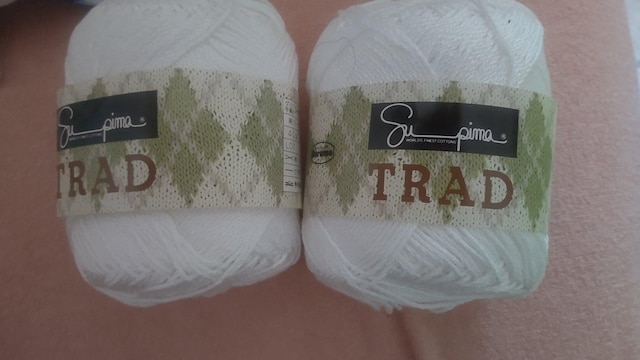 Supima
TRAD
Supima®
WORLD'S FINEST COTTONS
TRAD